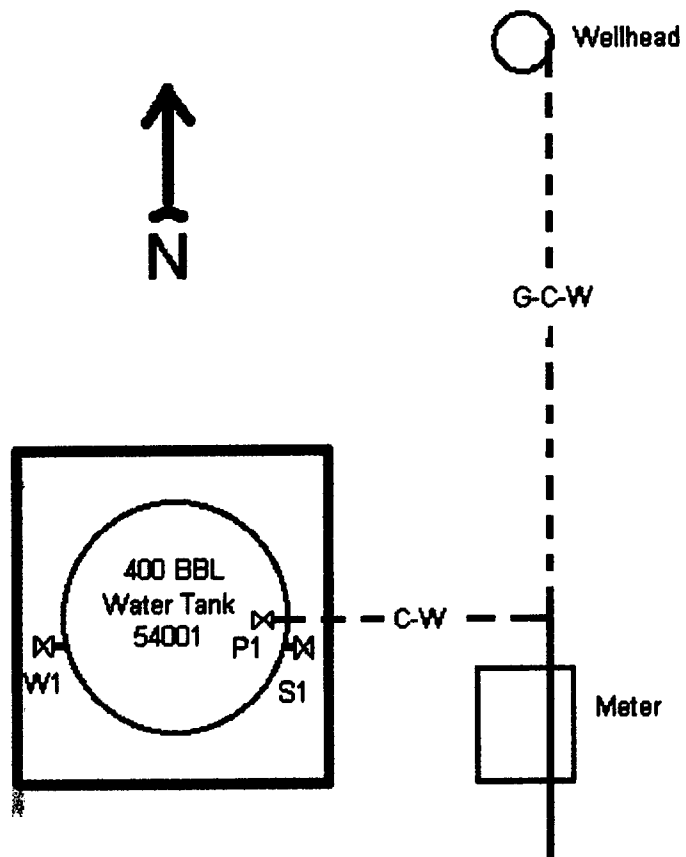 Wellhead
N
G-C-W
400 BBL
Water Tank
54001
C-W
P1
W1
S1
Meter